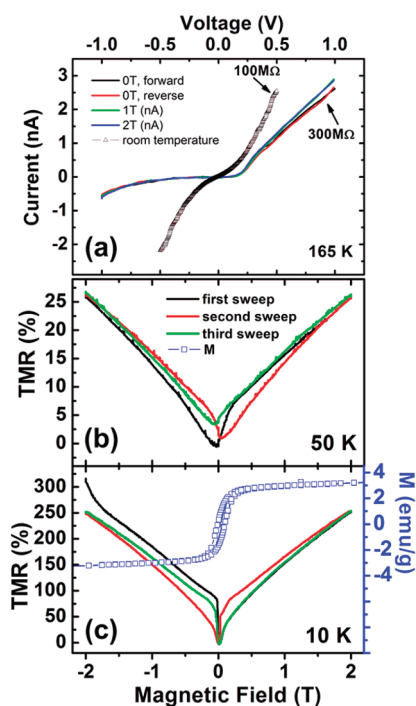 Voltage (V)
-1.0 -0.5 0.0 0.5 1.0
3
2
1
0
-1
-2
Current (nA)
0T, forward
0T, reverse
1T (nA)
2T (nA)
room temperature
100MΩ
300MΩ
(a)
165 K
25
20
15
10
5
0
TMR (%)
first sweep
second sweep
third sweep
M
(b)
50 K
300
250
200
150
100
50
0
TMR (%)
3
2
0
-2
-3
M (emu/g)
(c)
10 K
-2 -1 0 1 2
Magnetic Field (T)